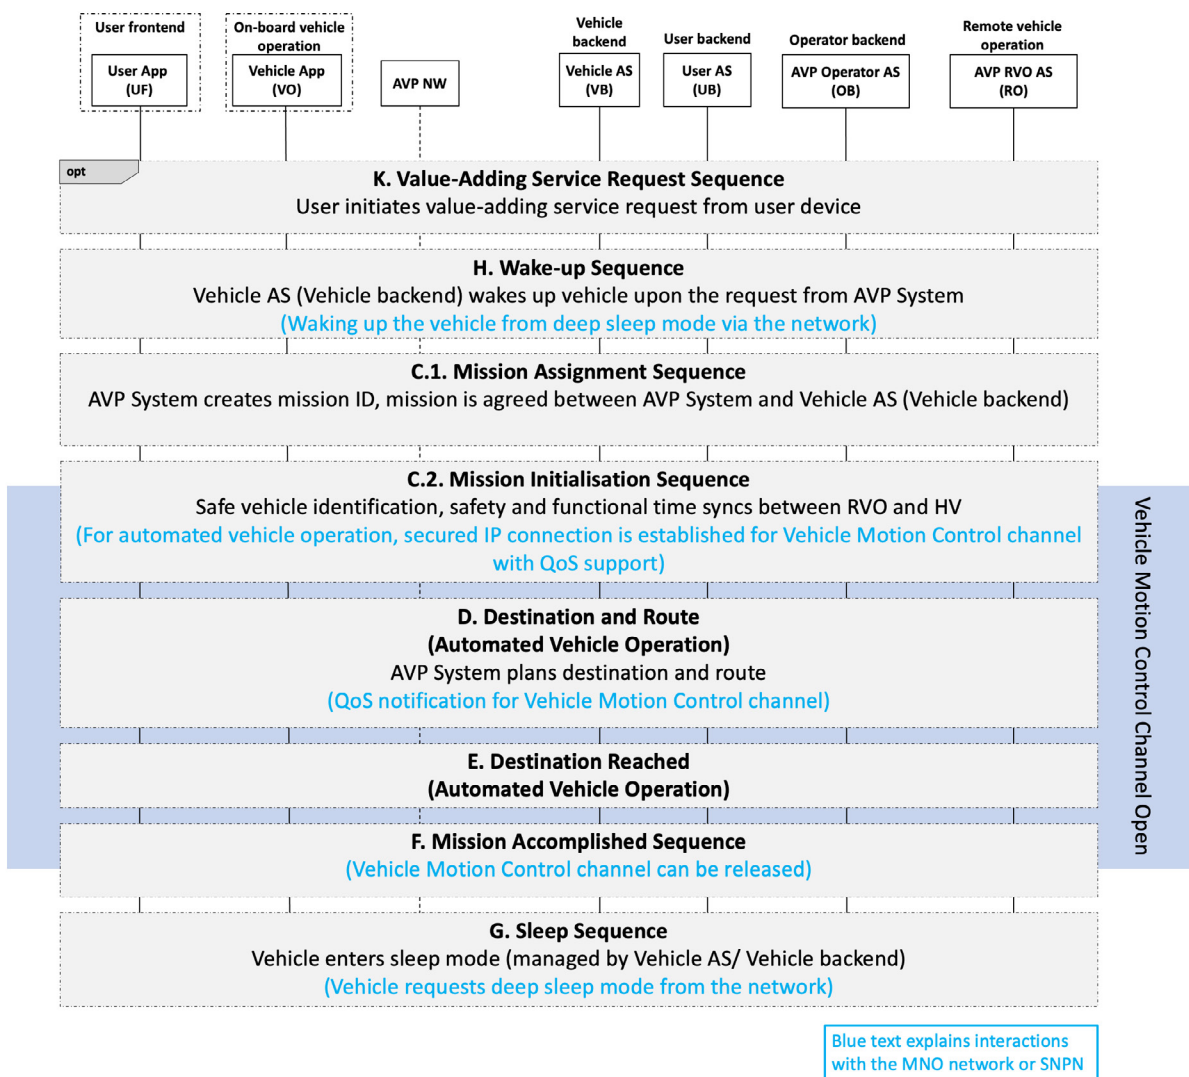 User frontend
On-board vehicle
operation
Vehicle
backend
User backend
Operator backend
Remote vehicle
operation
User App
(UF)
Vehicle App
(VO)
AVP NW
Vehicle AS
(VB)
User AS
(UB)
AVP Operator AS
(OB)
AVP RVO AS
(RO)
opt
K. Value-Adding Service Request Sequence
User initiates value-adding service request from user device
H. Wake-up Sequence
Vehicle AS (Vehicle backend) wakes up vehicle upon the request from AVP System
(Waking up the vehicle from deep sleep mode via the network)
C.1. Mission Assignment Sequence
AVP System creates mission ID, mission is agreed between AVP System and Vehicle AS (Vehicle backend)
C.2. Mission Initialisation Sequence
Safe vehicle identification, safety and functional time syncs between RVO and HV
(For automated vehicle operation, secured IP connection is established for Vehicle Motion Control channel
with QoS support)
D. Destination and Route
(Automated Vehicle Operation)
AVP System plans destination and route
(QoS notification for Vehicle Motion Control channel)
E. Destination Reached
(Automated Vehicle Operation)
F. Mission Accomplished Sequence
(Vehicle Motion Control channel can be released)
Vehicle Motion Control Channel Open
G. Sleep Sequence
Vehicle enters sleep mode (managed by Vehicle AS/ Vehicle backend)
(Vehicle requests deep sleep mode from the network)
Blue text explains interactions
with the MNO network or SNPN